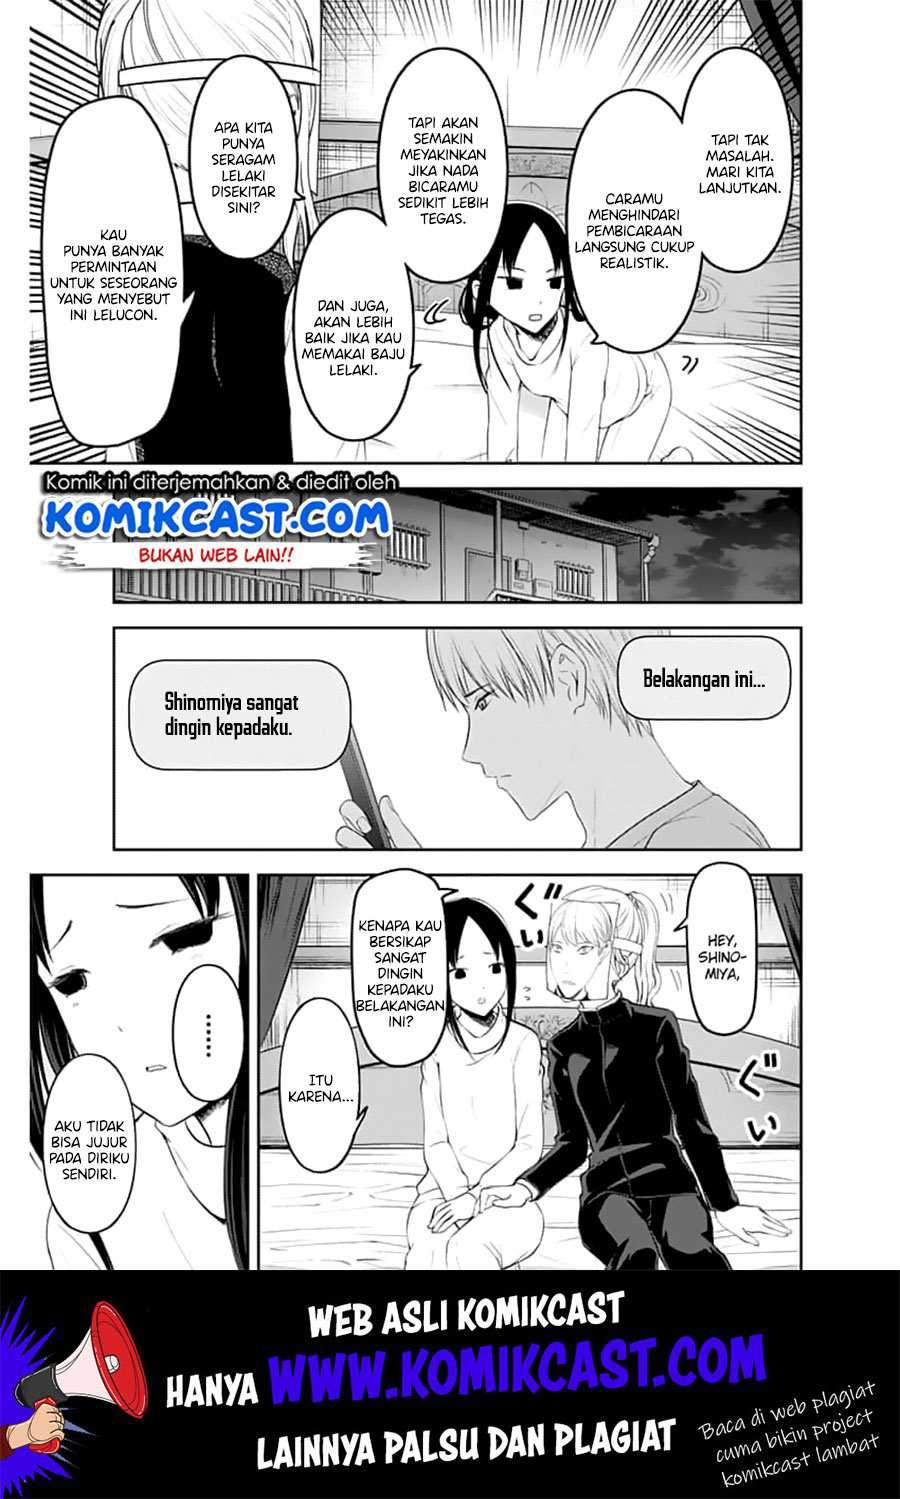 TAPI TAK
MASALAH.
MARI KITA
LANJUTKAN.
CARAMU
MENGHINDARI
PEMBICARAAN
LANGSUNG CUKUP
REALISTIK.
TAPI AKAN
SEMAKIN
MEYAKINKAN
JIKA NADA
BICARAMU
SEDIKIT LEBIH
TEGAS.
DAN JUGA,
AKAN LEBIH
BAIK JIKA KAU
MEMAKAI BAJU
LELAKI.
APA KITA
PUNYA
SERAGAM
LELAKI
DISEKITAR
SINI?
KAU
PUNYA BANYAK
PERMINTAAN
UNTUK SESEORANG
YANG MENYEBUT
INI LELUCON.
Komik ini diterjemahkan & diedit oleh
KOMIKCAST.COM
BUKAN WEB LAIN!!
Belakangan ini...
Shinomiya sangat
dingin kepadaku.
HEY,
SHINO-
MIYA,
KENAPA KAU
BERSIKAP
SANGAT
DINGIN
KEPADAKU
BELAKANGAN
INI?
ぐい
ぐい
ITU
KARENA...
......
AKU TIDAK
BISA JUJUR
PADA DIRIKU
SENDIRI.
WEB ASLI KOMIKCAST
HANYA WWW.KOMIKCAST.COM
LAINNYA PALSU DAN PLAGIAT
Baca di web plagiat
cuma bikin project
komikcast lambat